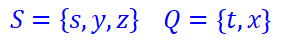 S = {s, y, z} Q = {t, x}